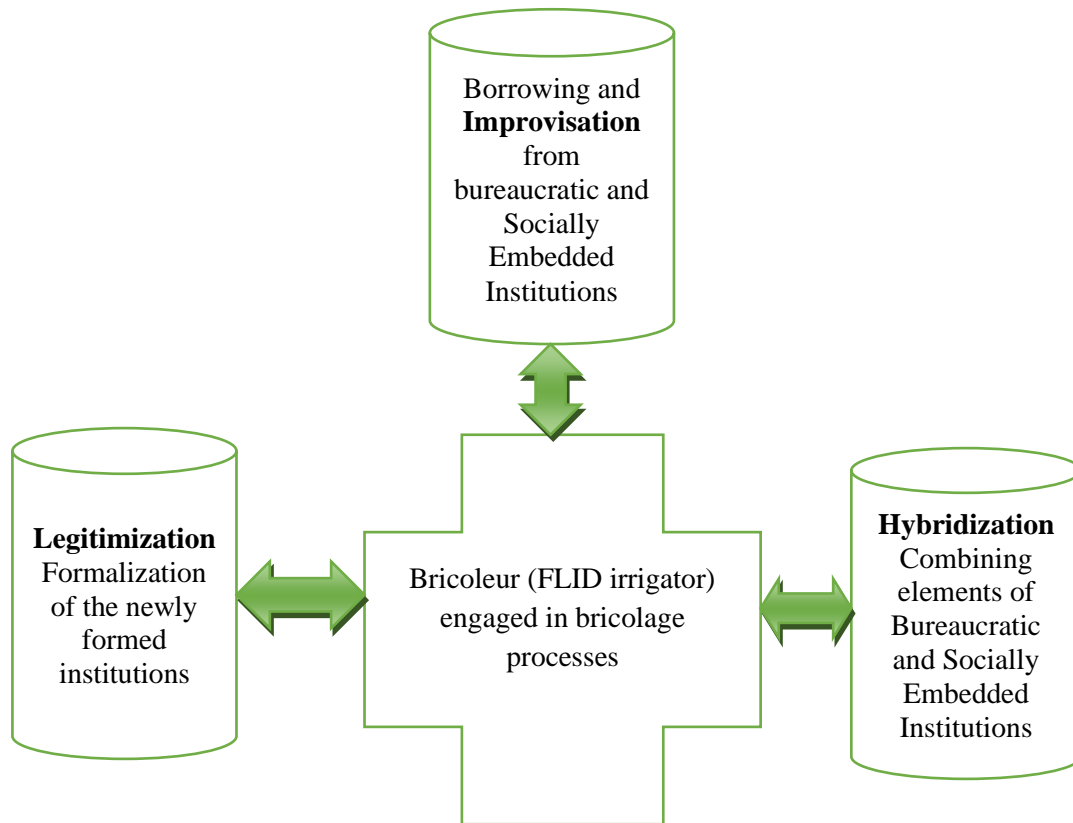 Borrowing and
Improvisation
from
bureaucratic and
Socially
Embedded
Institutions
Legitimization
Formalization
of the newly
formed
institutions
Bricoleur (FLID irrigator)
engaged in bricolage
processes
Hybridization
Combining
elements of
Bureaucratic
and Socially
Embedded
Institutions